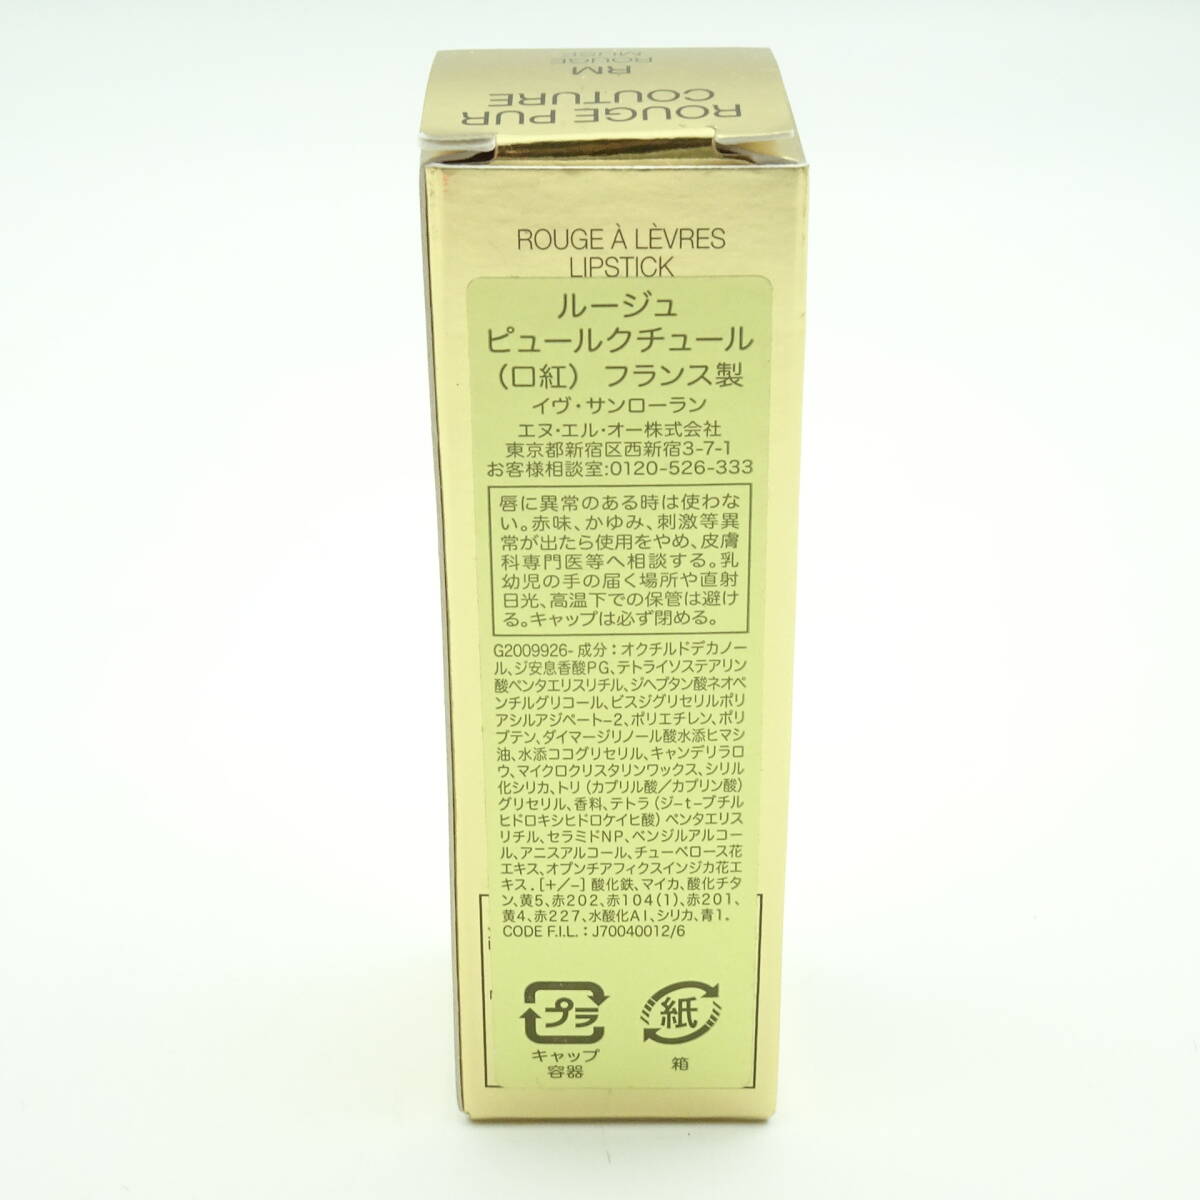 ROUGE PUR
COUTURE
RM
ROUGE
MUSE
ROUGE À LÈVRES
LIPSTICK
ルージュ
ピュールクチュール
（口紅） フランス製
イヴ・サンローラン
エヌ・エル・オー株式会社
東京都新宿区西新宿3-7-1
お客様相談室:0120-526-333
唇に異常のある時は使わな
い。赤味、かゆみ、刺激等異
常が出たら使用をやめ、皮膚
科専門医等へ相談する。乳
幼児の手の届く場所や直射
日光、高温下での保管は避け
る。キャップは必ず閉める。
G2009926- 成分：オクチルドデカノー
ル、ジ安息香酸PG、テトライソステアリン
酸ペンタエリスリチル、ジヘプタン酸ネオペ
ンチルグリコール、ビスジグリセリルポリ
アシルアジペート-2、ポリエチレン、ポリ
ブテン、ダイマージリノール酸水添ヒマシ
油、水添ココグリセリル、キャンデリラロ
ウ、マイクロクリスタリンワックス、シリル
化シリカ、トリ（カプリル酸／カプリン酸）
グリセリル、香料、テトラ（ジ-t-ブチル
ヒドロキシヒドロケイヒ酸）ペンタエリス
リチル、セラミドNP、ベンジルアルコー
ル、アニスアルコール、チューベロース花
エキス、オプンチアフィクスインジカ花エ
キス．[+／-] 酸化鉄、マイカ、酸化チタ
ン、黄5、赤202、赤104(1)、赤201、
黄4、赤227、水酸化Al、シリカ、青1。
CODE F.I.L. : J70040012/6
プラ
キャップ
容器
紙
箱